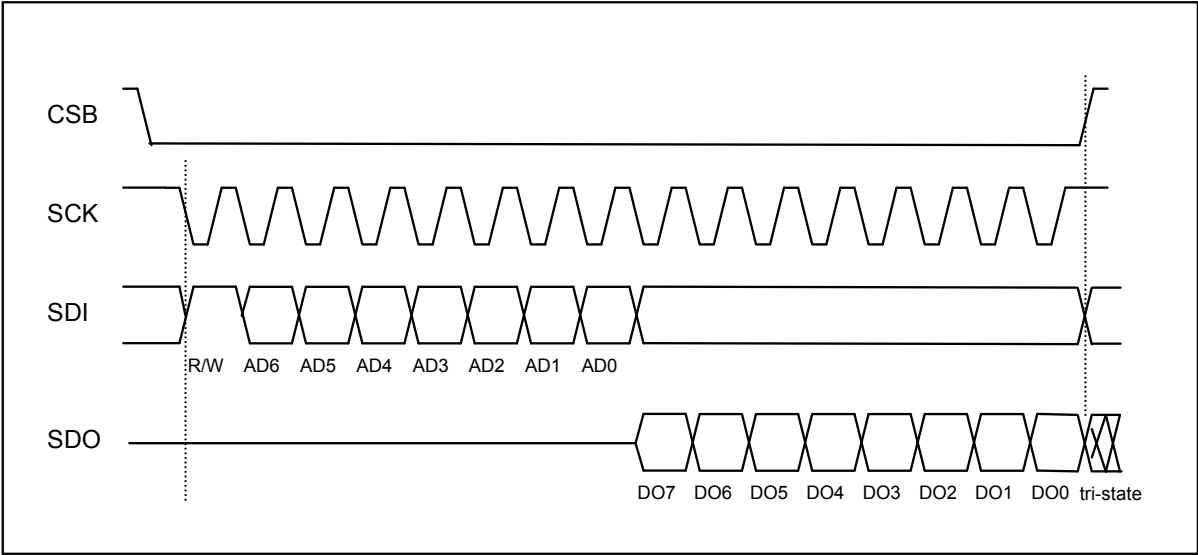 CSB
SCK
SDI
R/W AD6 AD5 AD4 AD3 AD2 AD1 AD0
SDO
DO7 DO6 DO5 DO4 DO3 DO2 DO1 DO0 tri-state